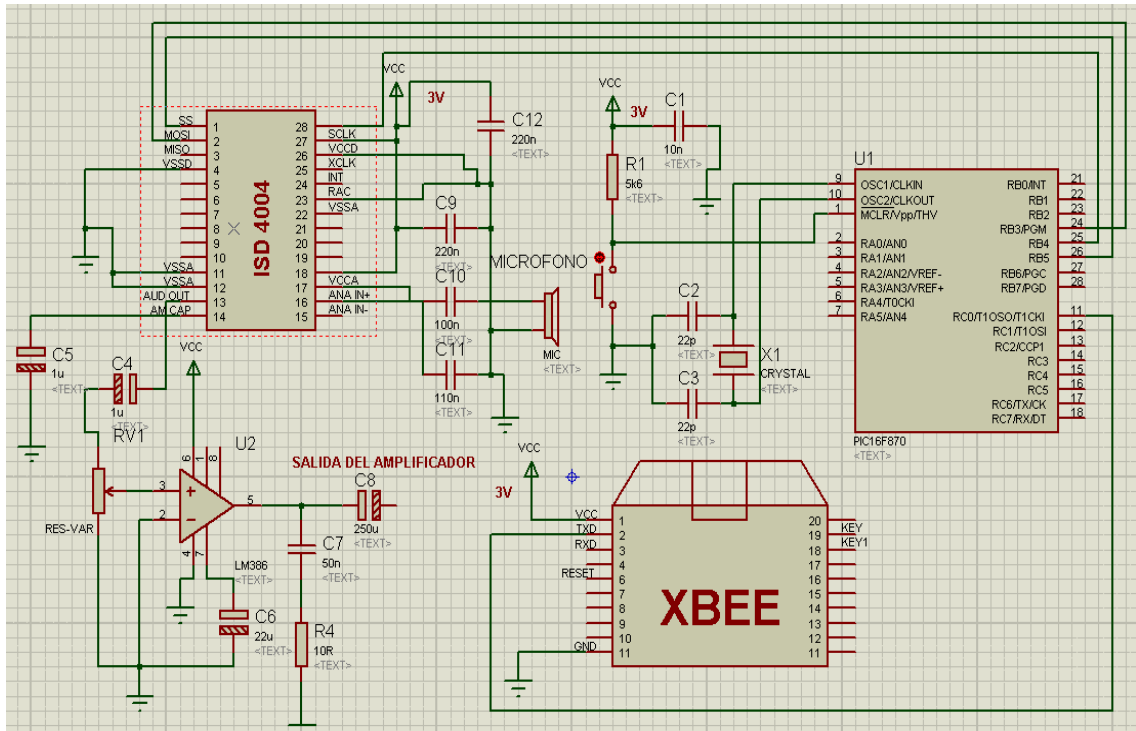 VCC
3V
C12
220n
<TEXT>
SS
MOSI
MISO
VSSD
VSSA
VSSA
AUD OUT
AM CAP
1
2
3
4
5
6
7
8
9
10
11
12
13
14
ISD 4004
28
27
26
25
24
23
22
21
20
19
18
17
16
15
SCLK
VCCD
XCLK
INT
RAC
VSSA
VCCA
ANA IN+
ANA IN-
C9
220n
<TEXT>
C10
100n
<TEXT>
C11
110n
<TEXT>
MICROFONO
MIC
<TEXT>
VCC
3V
C1
10n
<TEXT>
R1
5k6
<TEXT>
C2
22p
<TEXT>
C3
22p
<TEXT>
X1
CRYSTAL
<TEXT>
U1
9 OSC1/CLKIN
10 OSC2/CLKOUT
1 MCLR/Vpp/THV
2 RA0/AN0
3 RA1/AN1
4 RA2/AN2/VREF-
5 RA3/AN3/VREF+
6 RA4/T0CKI
7 RA5/AN4
RB0/INT 21
RB1 22
RB2 23
RB3/PGM 24
RB4 25
RB5 26
RB6/PGC 27
RB7/PGD 28
RC0/T1OSO/T1CKI 11
RC1/T1OSI 12
RC2/CCP1 13
RC3 14
RC4 15
RC5 16
RC6/TX/CK 17
RC7/RX/DT 18
PIC16F870
<TEXT>
C5
1u
<TEXT>
C4
1u
<TEXT>
RV1
RES-VAR
VCC
U2
6
1
8
3
2
5
4
7
LM386
<TEXT>
C6
22u
<TEXT>
SALIDA DEL AMPLIFICADOR
C8
250u
<TEXT>
C7
50n
<TEXT>
R4
10R
<TEXT>
VCC
3V
VCC
TXD
RXD
RESET
GND
1
2
3
4
6
7
8
9
10
11
XBEE
20
19
18
17
16
15
14
13
12
11
KEY
KEY1